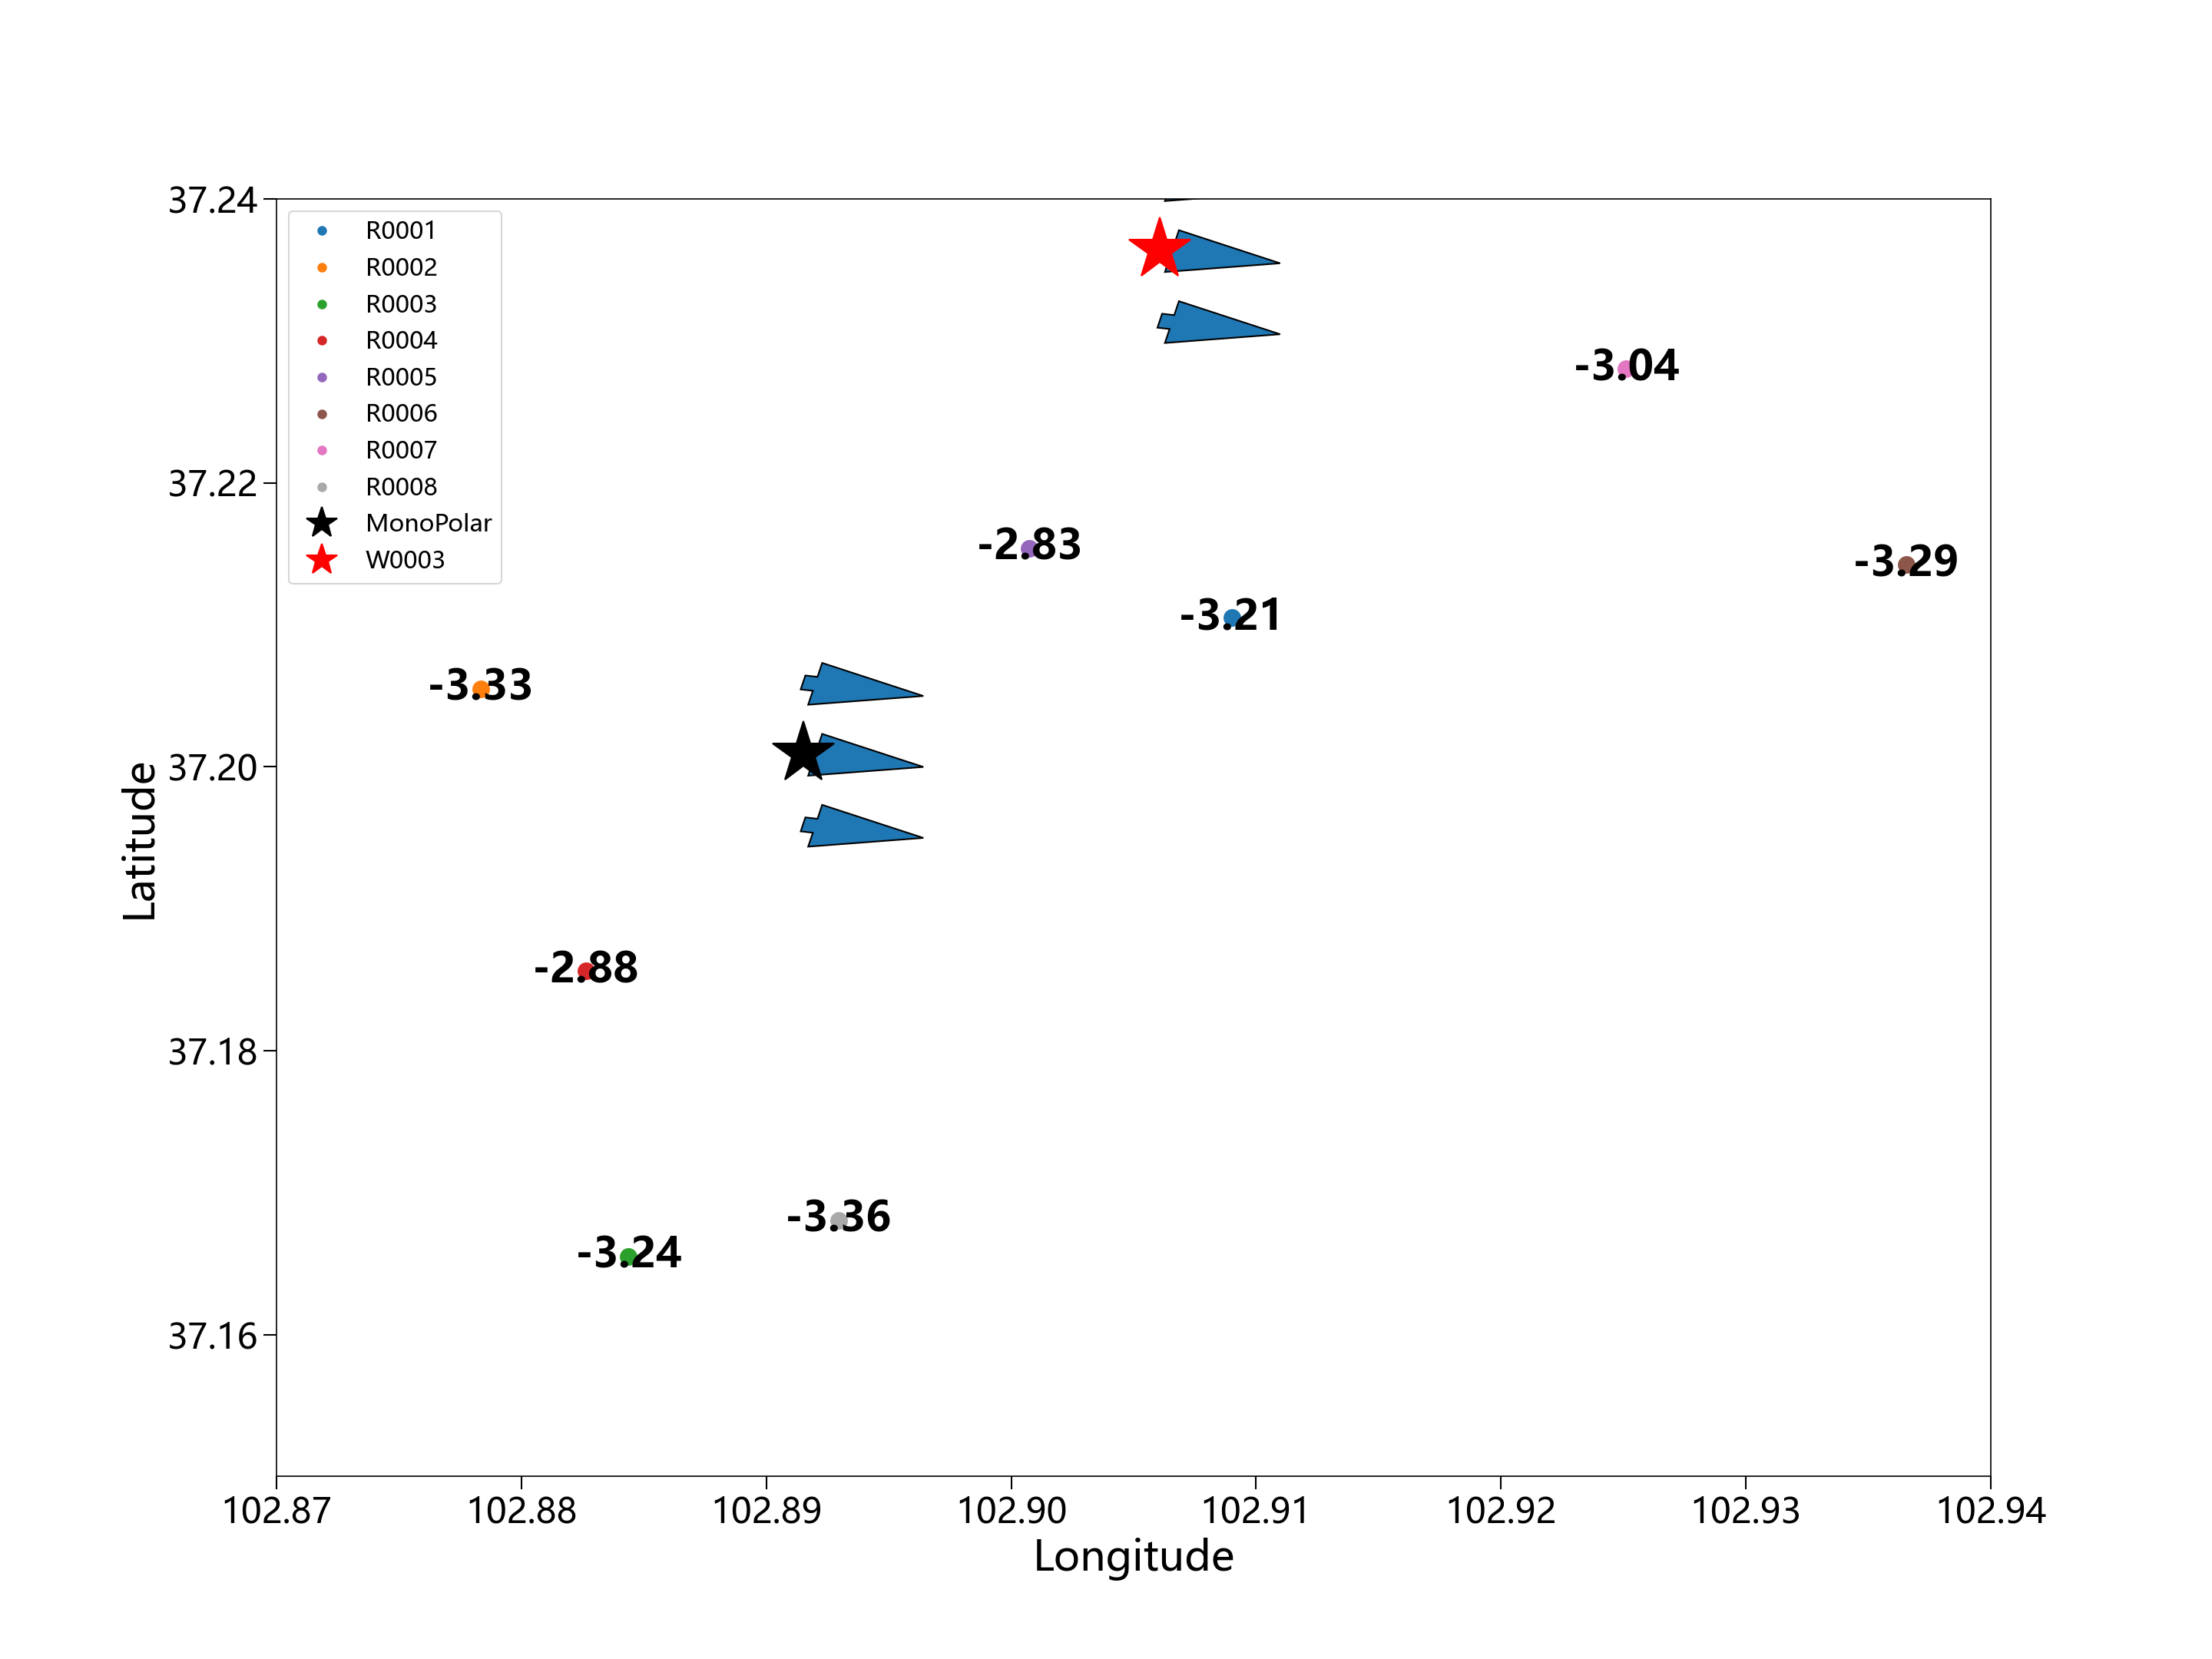 37.24
37.22
37.20
37.18
37.16
Latitude
R0001
R0002
R0003
R0004
R0005
R0006
R0007
R0008
MonoPolar
W0003
-3.04
-2.83
-3.29
-3.21
-3.33
-2.88
-3.36
-3.24
102.87 102.88 102.89 102.90 102.91 102.92 102.93 102.94
Longitude